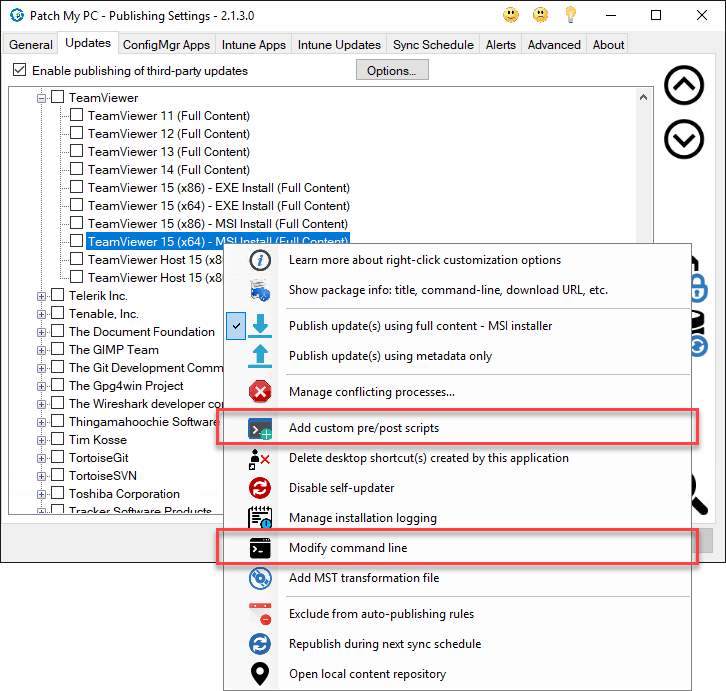 Patch My PC - Publishing Settings - 2.1.3.0
General Updates ConfigMgr Apps Intune Apps Intune Updates Sync Schedule Alerts Advanced About
Enable publishing of third-party updates Options...
TeamViewer
TeamViewer 11 (Full Content)
TeamViewer 12 (Full Content)
TeamViewer 13 (Full Content)
TeamViewer 14 (Full Content)
TeamViewer 15 (x86) - EXE Install (Full Content)
TeamViewer 15 (x64) - EXE Install (Full Content)
TeamViewer 15 (x86) - MSI Install (Full Content)
TeamViewer 15 (x64) - MSI Install (Full Content)
TeamViewer Host 15 (x8
TeamViewer Host 15 (x8
Telerik Inc.
Tenable, Inc.
The Document Foundation
The GIMP Team
The Git Development Comm
The Gpg4win Project
The Wireshark developer co
Thingamahoochie Software
Tim Kosse
TortoiseGit
TortoiseSVN
Toshiba Corporation
Tracker Software Products
Learn more about right-click customization options
Show package info: title, command-line, download URL, etc.
Publish update(s) using full content - MSI installer
Publish update(s) using metadata only
Manage conflicting processes...
Add custom pre/post scripts
Delete desktop shortcut(s) created by this application
Disable self-updater
Manage installation logging
Modify command line
Add MST transformation file
Exclude from auto-publishing rules
Republish during next sync schedule
Open local content repository